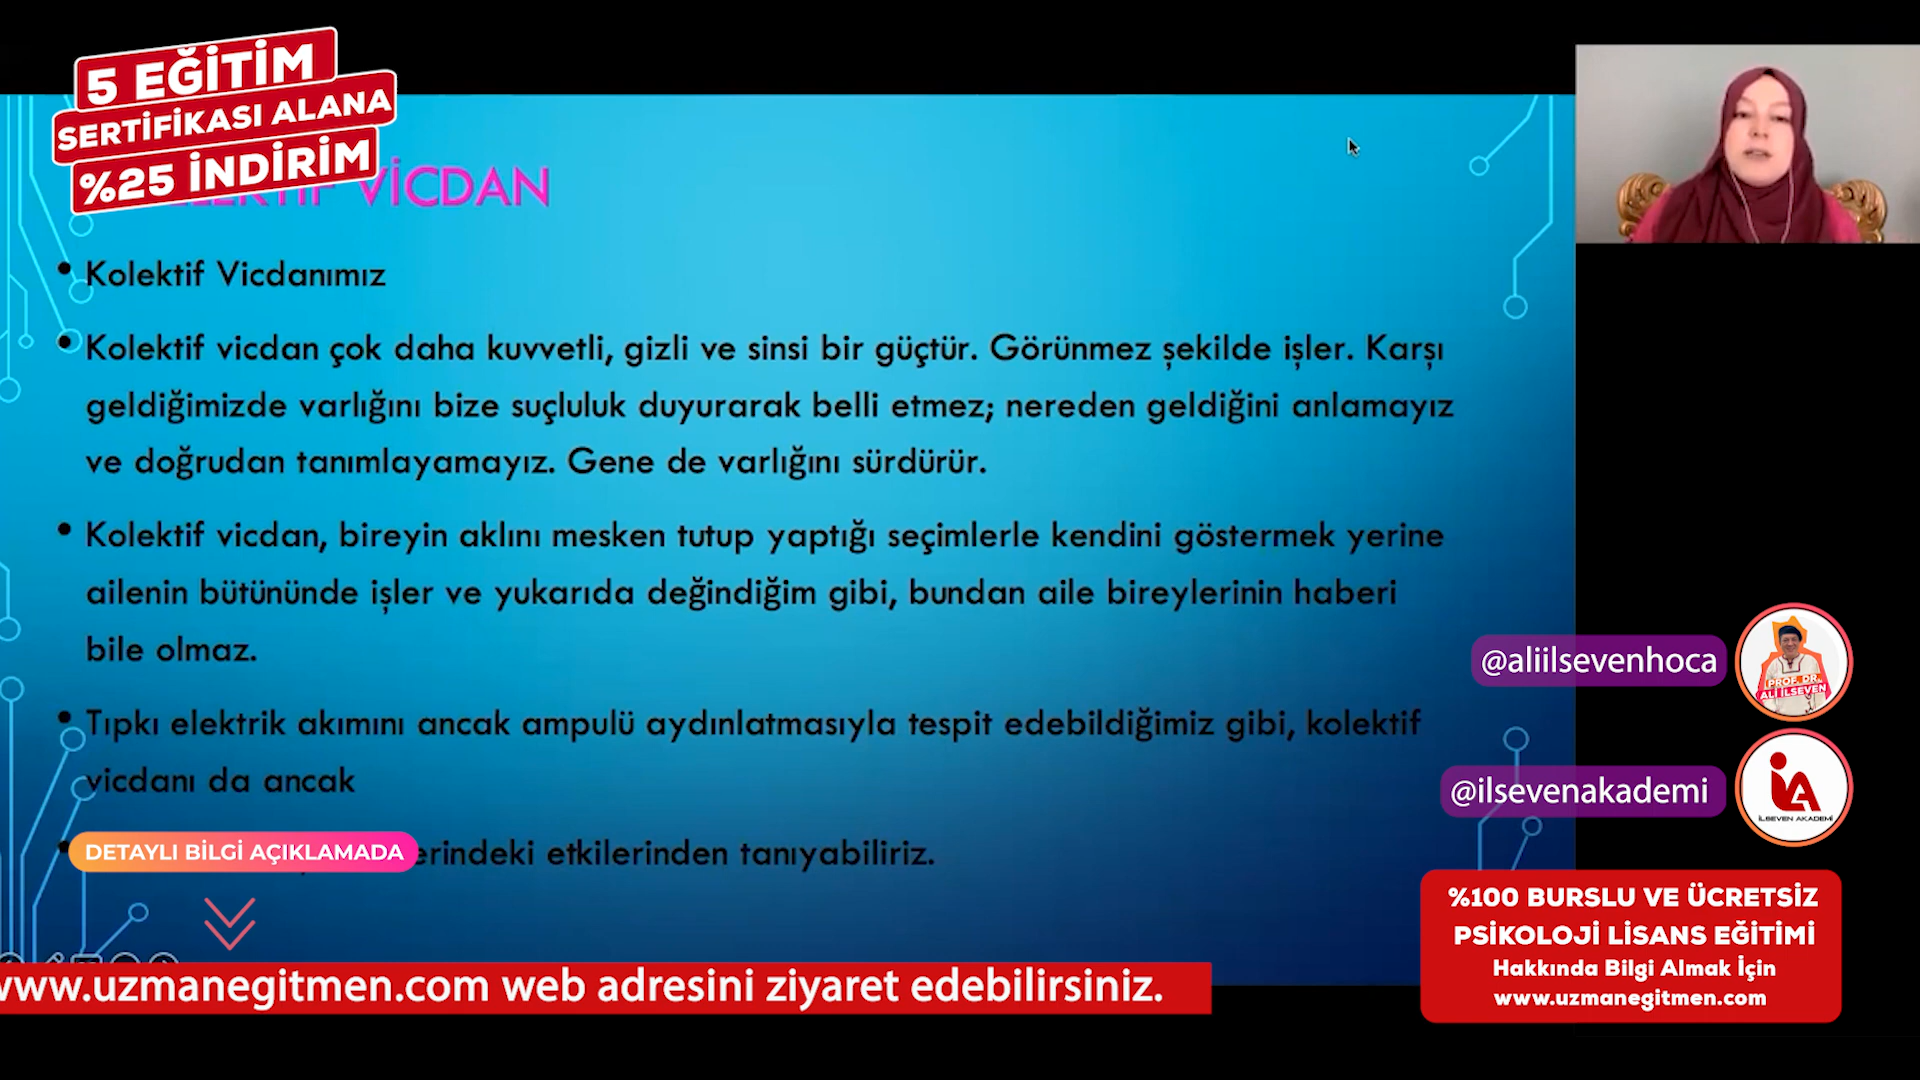 5 EĞİTİM
SERTİFİKASI ALANA
%25 İNDİRİM
VİCDAN
• Kolektif Vicdanımız
• Kolektif vicdan çok daha kuvvetli, gizli ve sinsi bir güçtür. Görünmez şekilde işler. Karşı
geldiğimizde varlığını bize suçluluk duyurarak belli etmez; nereden geldiğini anlamayız
ve doğrudan tanımlayamayız. Gene de varlığını sürdürür.
• Kolektif vicdan, bireyin aklını mesken tutup yaptığı seçimlerle kendini göstermek yerine
ailenin bütününde işler ve yukarıda değindiğim gibi, bundan aile bireylerinin haberi
bile olmaz.
• Tıpkı elektrik akımını ancak ampulü aydınlatmasıyla tespit edebildiğimiz gibi, kolektif
vicdanı da ancak
etkilerinden tanıyabiliriz.
DETAYLI BİLGİ AÇIKLAMADA
@aliilsevenhoca
PROF. DR.
ALİ İLSEVEN
@ilsevenakademi
İLSEVEN AKADEMİ
%100 BURSLU VE ÜCRETSİZ
PSİKOLOJİ LİSANS EĞİTİMİ
Hakkında Bilgi Almak İçin
www.uzmanegitmen.com
www.uzmanegitmen.com web adresini ziyaret edebilirsiniz.